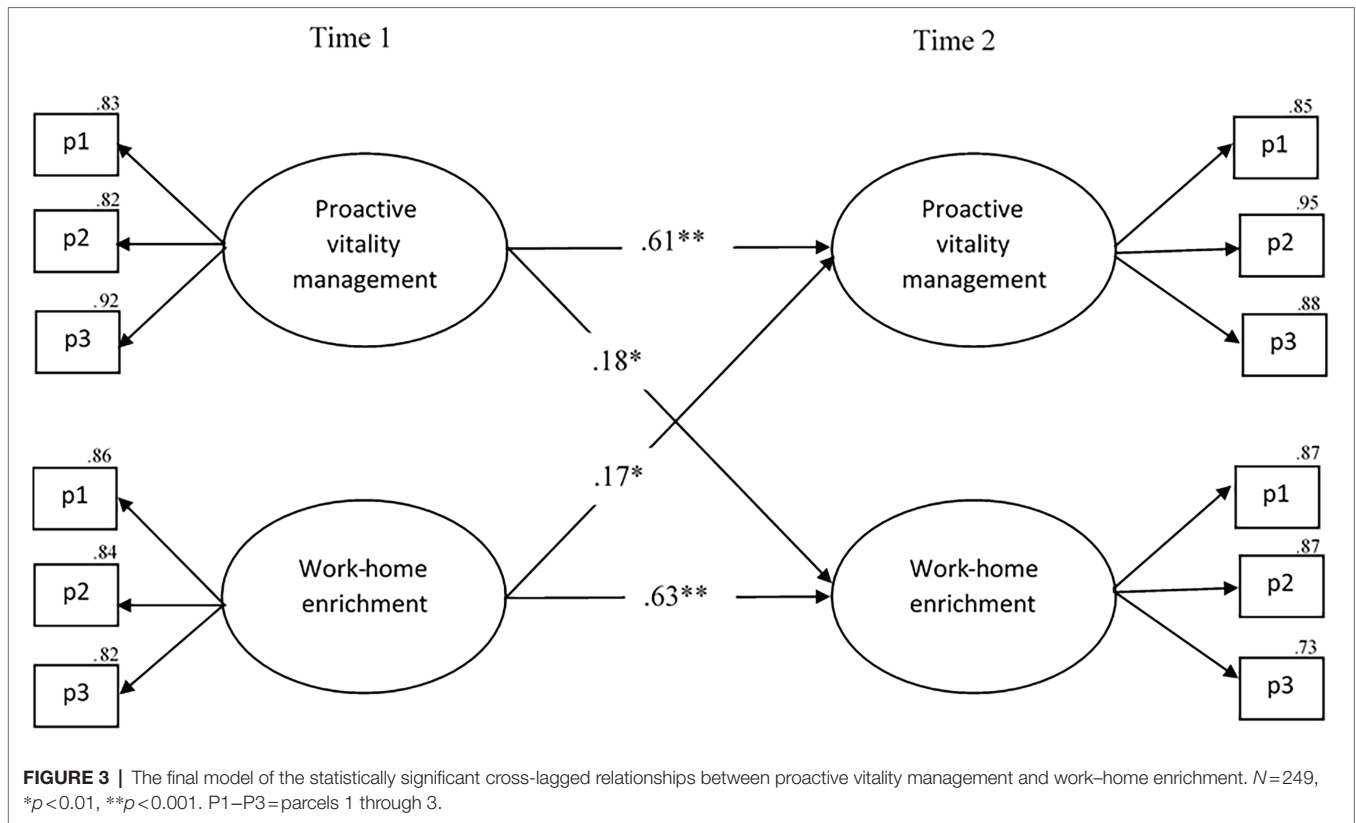 Time 1
Time 2
.83
p1
.82
p2
.92
p3
Proactive
vitality
management
.61**
Proactive
vitality
management
.85
p1
.95
p2
.88
p3
.18*
.17*
.86
p1
.84
p2
.82
p3
Work-home
enrichment
.63**
Work-home
enrichment
.87
p1
.87
p2
.73
p3
FIGURE 3 | The final model of the statistically significant cross-lagged relationships between proactive vitality management and work–home enrichment. N=249,
*p<0.01, **p<0.001. P1–P3=parcels 1 through 3.